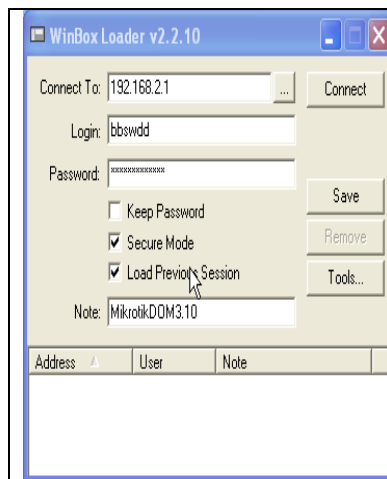 WinBox Loader v2.2.10
Connect To: 192.168.2.1 ... Connect
Login: bbswdd
Password: xxxxxxxxxxxxx
Keep Password Save
Secure Mode Remove
Load Previous Session Tools...
Note: MikrotikDOM3.10
Address User Note